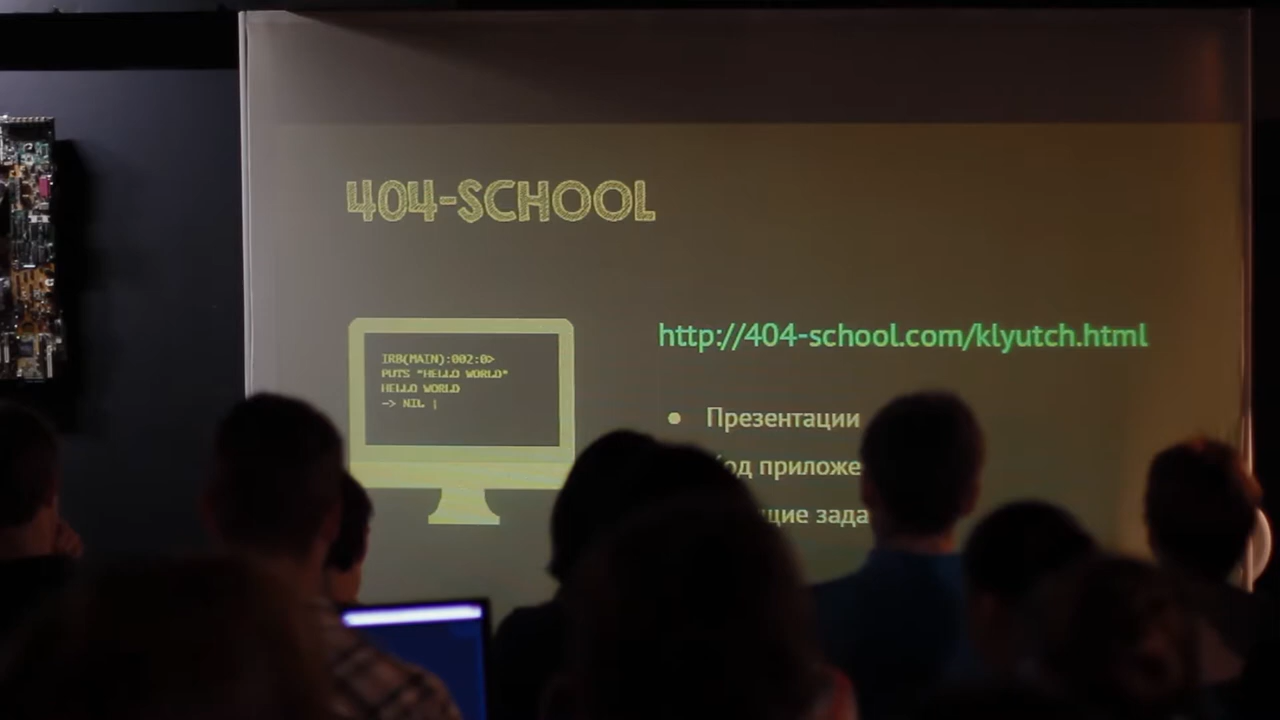 404-SCHOOL
IRB(MAIN):002:0>
PUTS "HELLO WORLD"
HELLO WORLD
-> NIL |
http://404-school.com/klyutch.html
Презентации
зада